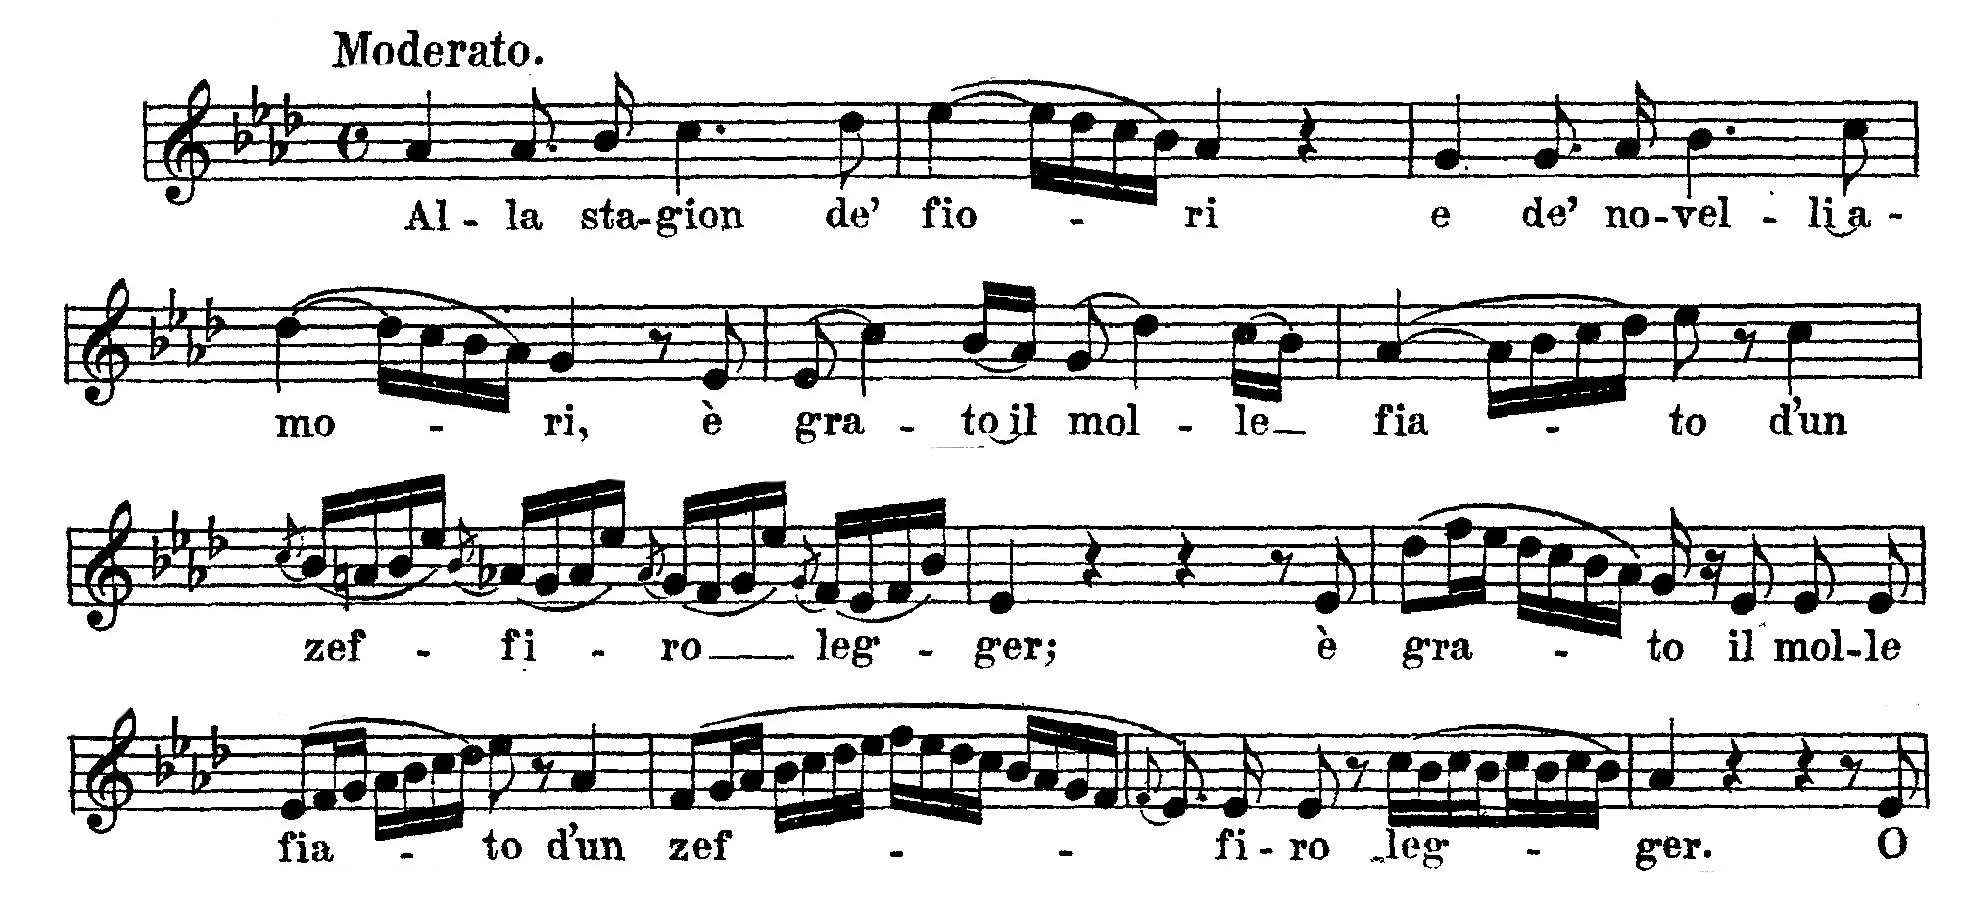 Moderato.
Al - la sta-gion de' fio - ri e de' no-vel - li a -
mo - ri, è gra - to il mol - le fia - to d'un
zef - fi - ro leg - ger; è gra - to il mol-le
fia - to d'un zef - - fi - ro leg - ger. O